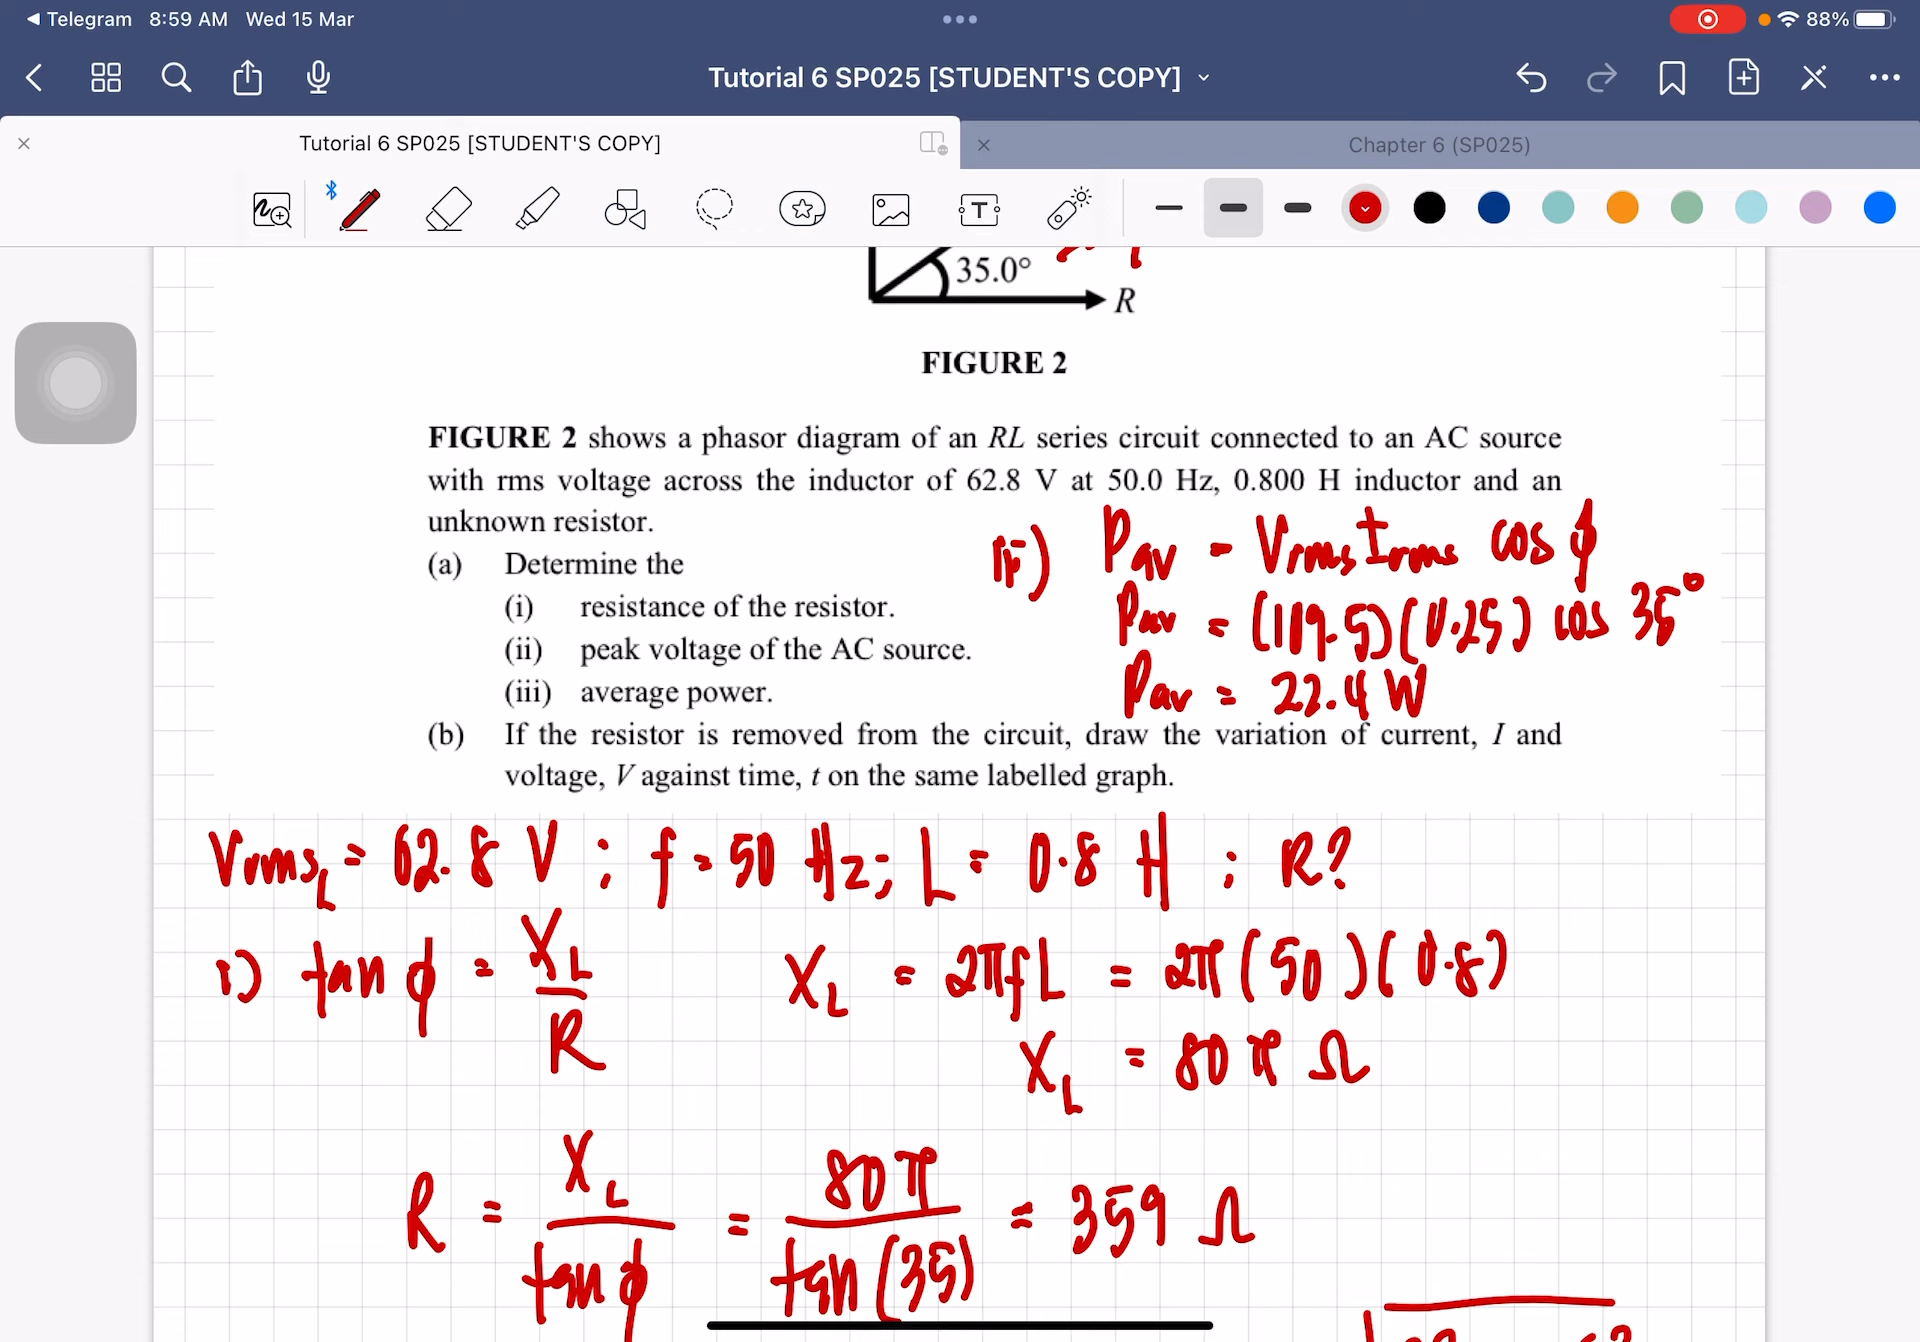 Telegram 8:59 AM Wed 15 Mar
88%
Tutorial 6 SP025 [STUDENT'S COPY]
Tutorial 6 SP025 [STUDENT'S COPY]
Chapter 6 (SP025)
35.0°
R
FIGURE 2
FIGURE 2 shows a phasor diagram of an RL series circuit connected to an AC source
with rms voltage across the inductor of 62.8 V at 50.0 Hz, 0.800 H inductor and an
unknown resistor.
(a) Determine the
(i) resistance of the resistor.
(ii) peak voltage of the AC source.
(iii) average power.
Pav = Vrms Irms cos ϕ
Pav = (109.5)(0.25) cos 35°
Pav = 22.4 W
(b) If the resistor is removed from the circuit, draw the variation of current, I and
voltage, V against time, t on the same labelled graph.
Vrms L = 62.8 V ; f = 50 Hz; L = 0.8 H ; R?
i) tan ϕ = XL / R
XL = 2πfL = 2π (50)(0.8)
XL = 80 π Ω
R = XL / tan ϕ = 80 π / tan (35) = 359 Ω